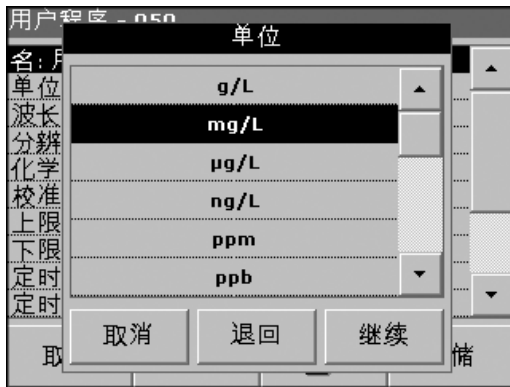 用户程序 - 050
单位
名: 用
单位
波长
分辨
化学
校准
上限
下限
定时
定时
g/L
mg/L
µg/L
ng/L
ppm
ppb
取消
退回
继续
取
储